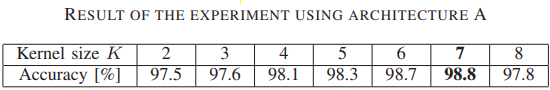 RESULT OF THE EXPERIMENT USING ARCHITECTURE A
Kernel size K 2 3 4 5 6 7 8
Accuracy [%] 97.5 97.6 98.1 98.3 98.7 98.8 97.8